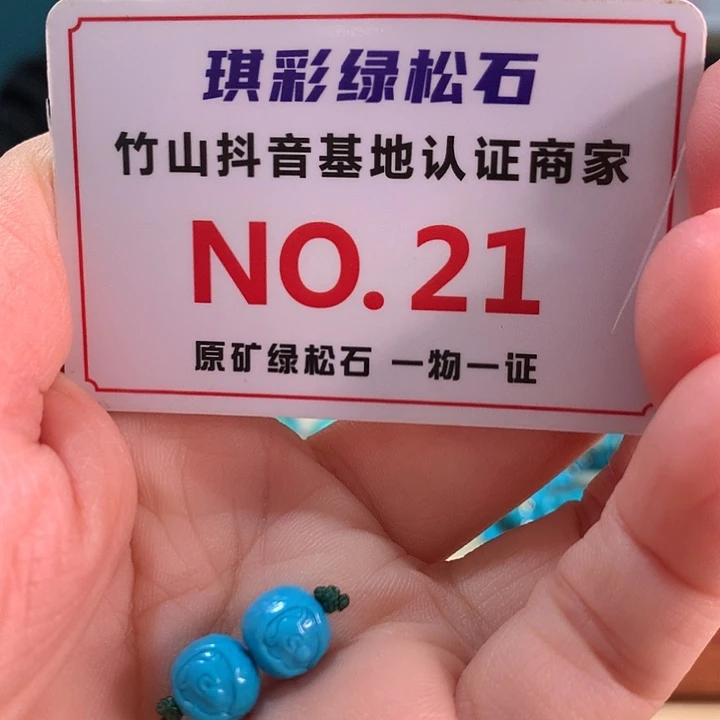 琪彩绿松石
竹山抖音基地认证商家
NO.21
原矿绿松石 一物一证